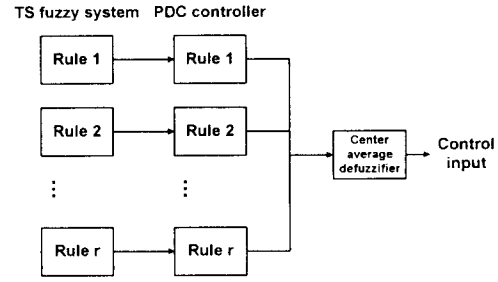 TS fuzzy system PDC controller
Rule 1 Rule 1
Rule 2 Rule 2
Center
average
defuzzifier
Control
input
Rule r Rule r